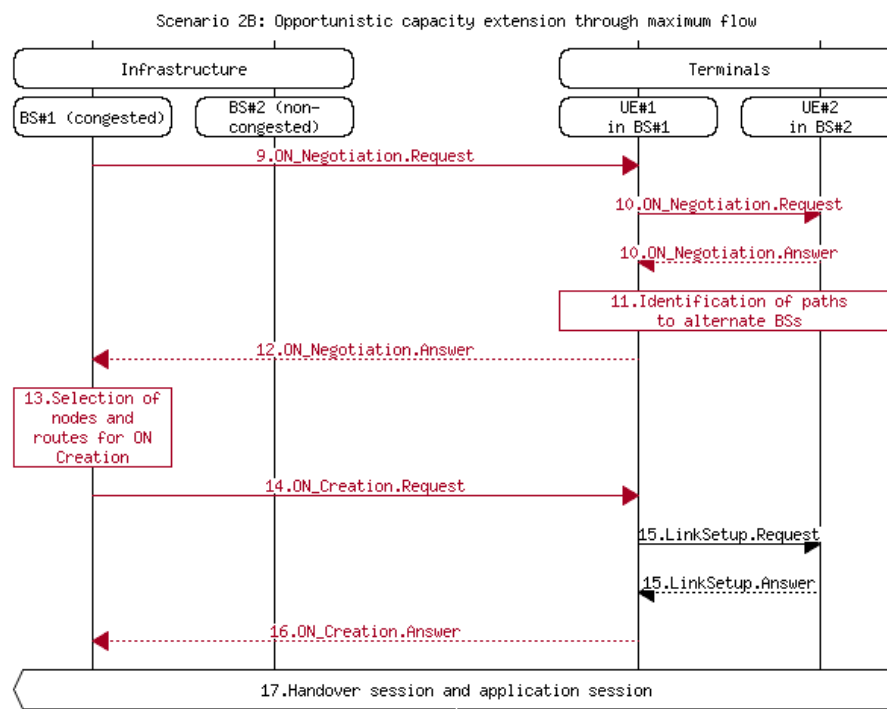 Scenario 2B: Opportunistic capacity extension through maximum flow
Infrastructure
Terminals
BS#1 (congested)
BS#2 (non-
congested)
UE#1
in BS#1
UE#2
in BS#2
9.ON_Negotiation.Request
10.ON_Negotiation.Request
10.ON_Negotiation.Answer
11.Identification of paths
to alternate BSs
12.ON_Negotiation.Answer
13.Selection of
nodes and
routes for ON
Creation
14.ON_Creation.Request
15.LinkSetup.Request
15.LinkSetup.Answer
16.ON_Creation.Answer
17.Handover session and application session